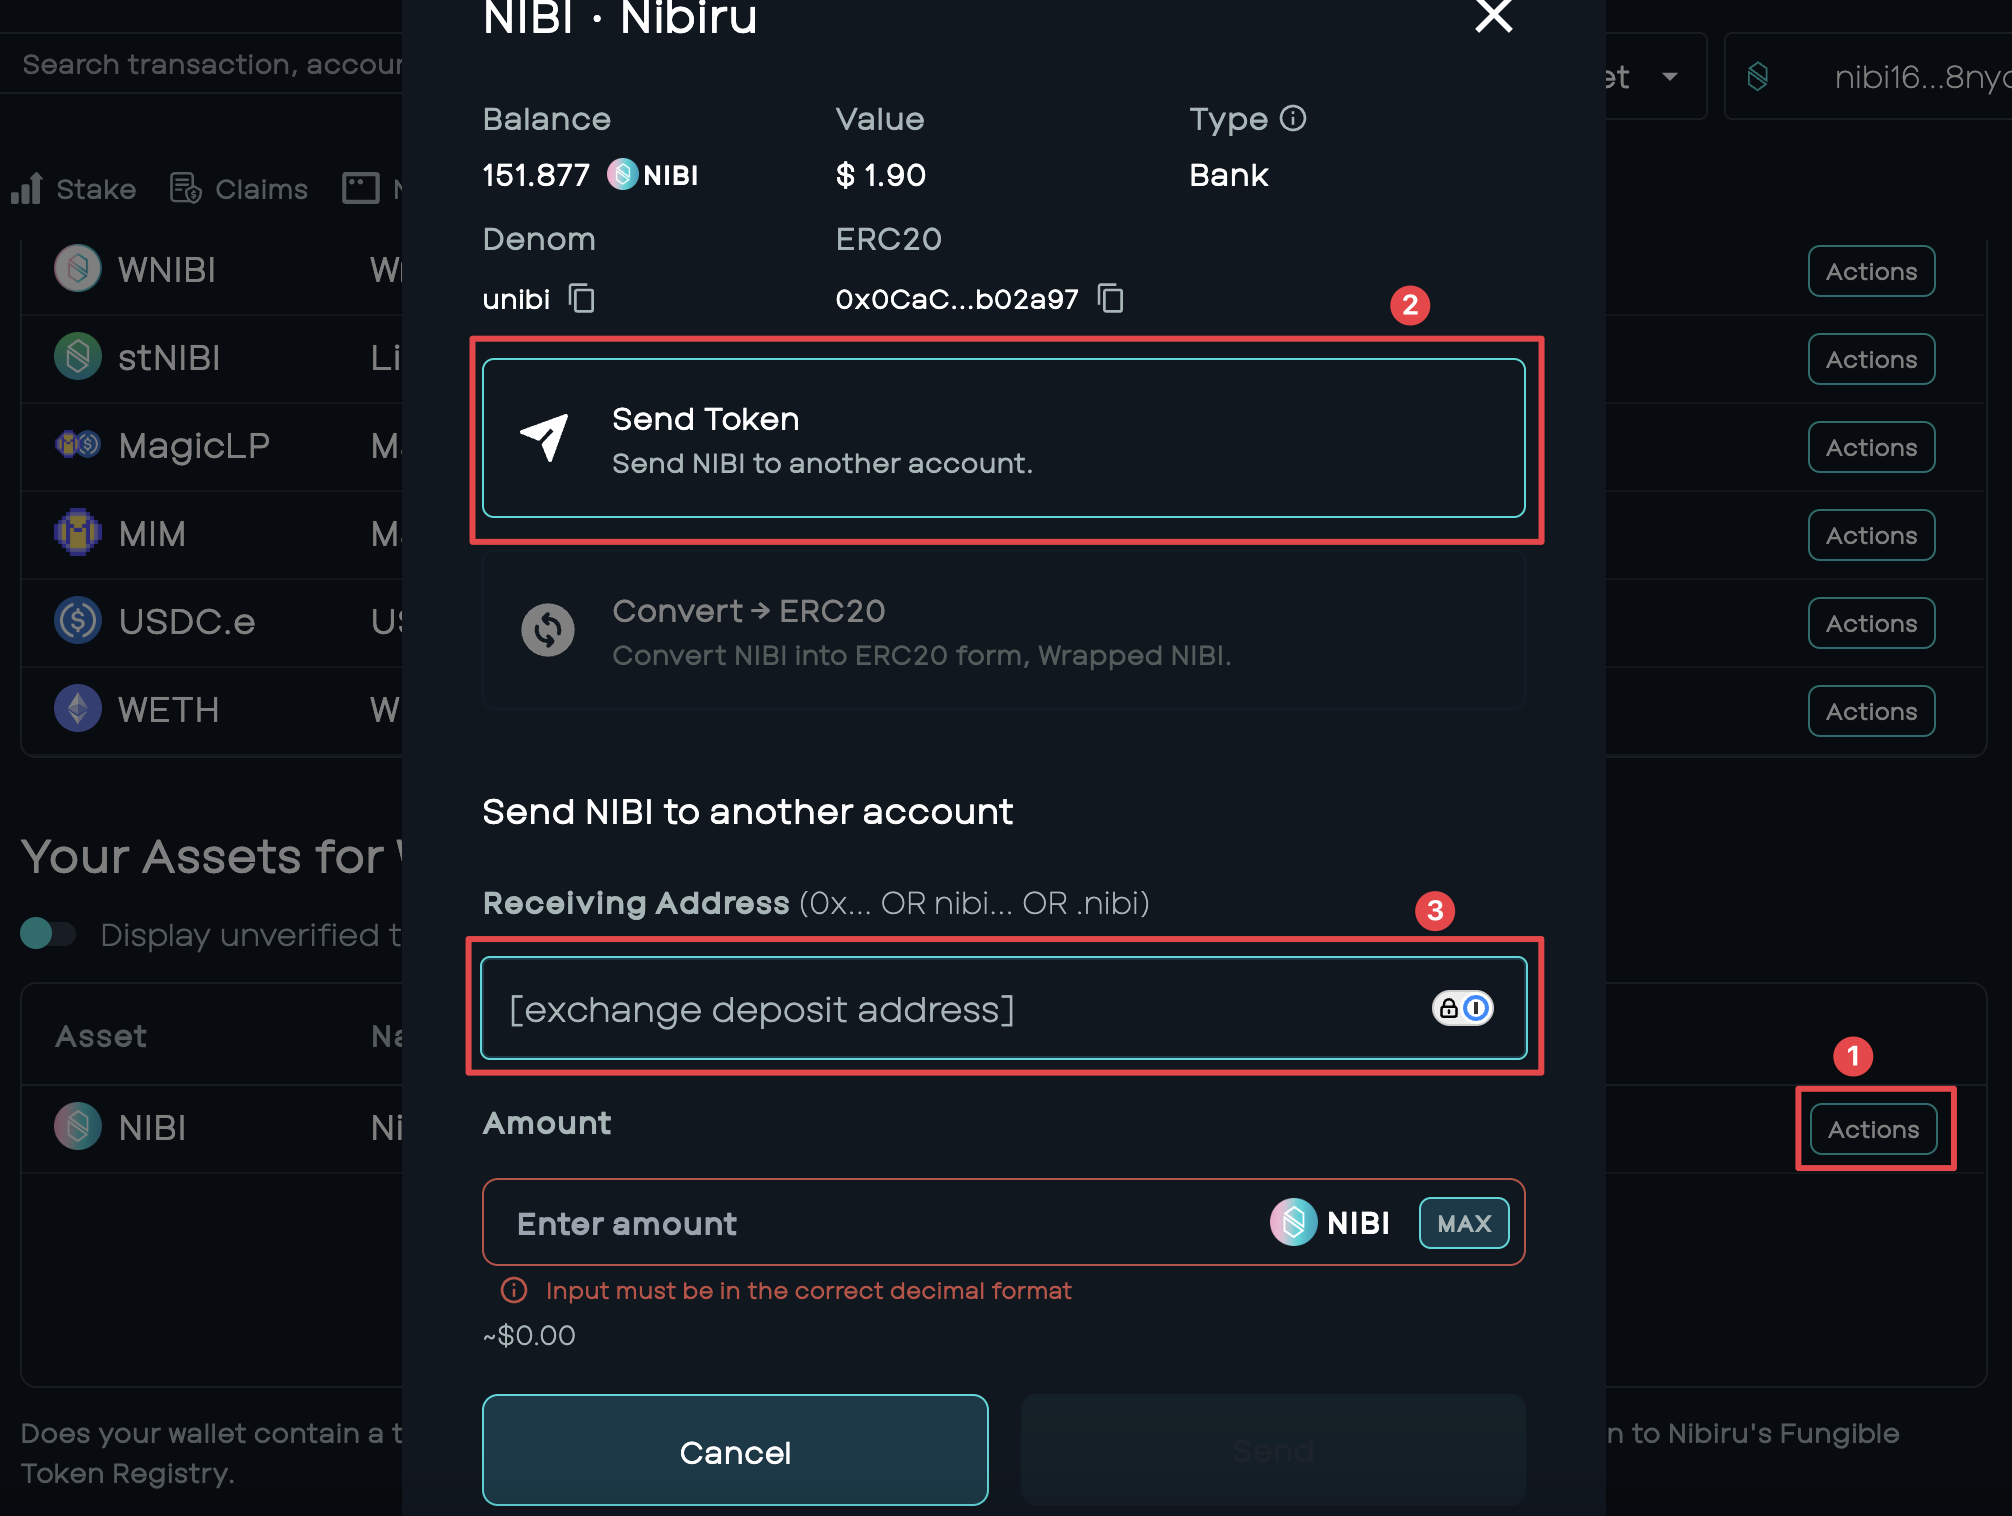 NIBI · Nibiru
Search transaction, accour
et
nibi16...8nyc
Balance
Value
Type
151.877 NIBI
$ 1.90
Bank
Stake
Claims
Denom
ERC20
unibi
0x0CaC...b02a97
2
WNIBI
Wr
Actions
stNIBI
Li
Actions
Send Token
Send NIBI to another account.
MagicLP
Ma
Actions
MIM
Ma
Actions
Convert → ERC20
Convert NIBI into ERC20 form, Wrapped NIBI.
USDC.e
US
Actions
WETH
W
Actions
Send NIBI to another account
Your Assets for
Receiving Address (0x... OR nibi... OR .nibi)
3
Display unverified t
[exchange deposit address]
Asset
Na
1
NIBI
Ni
Actions
Amount
Enter amount
NIBI
MAX
Input must be in the correct decimal format
~$0.00
Cancel
Send
Does your wallet contain a t
n to Nibiru's Fungible
Token Registry.